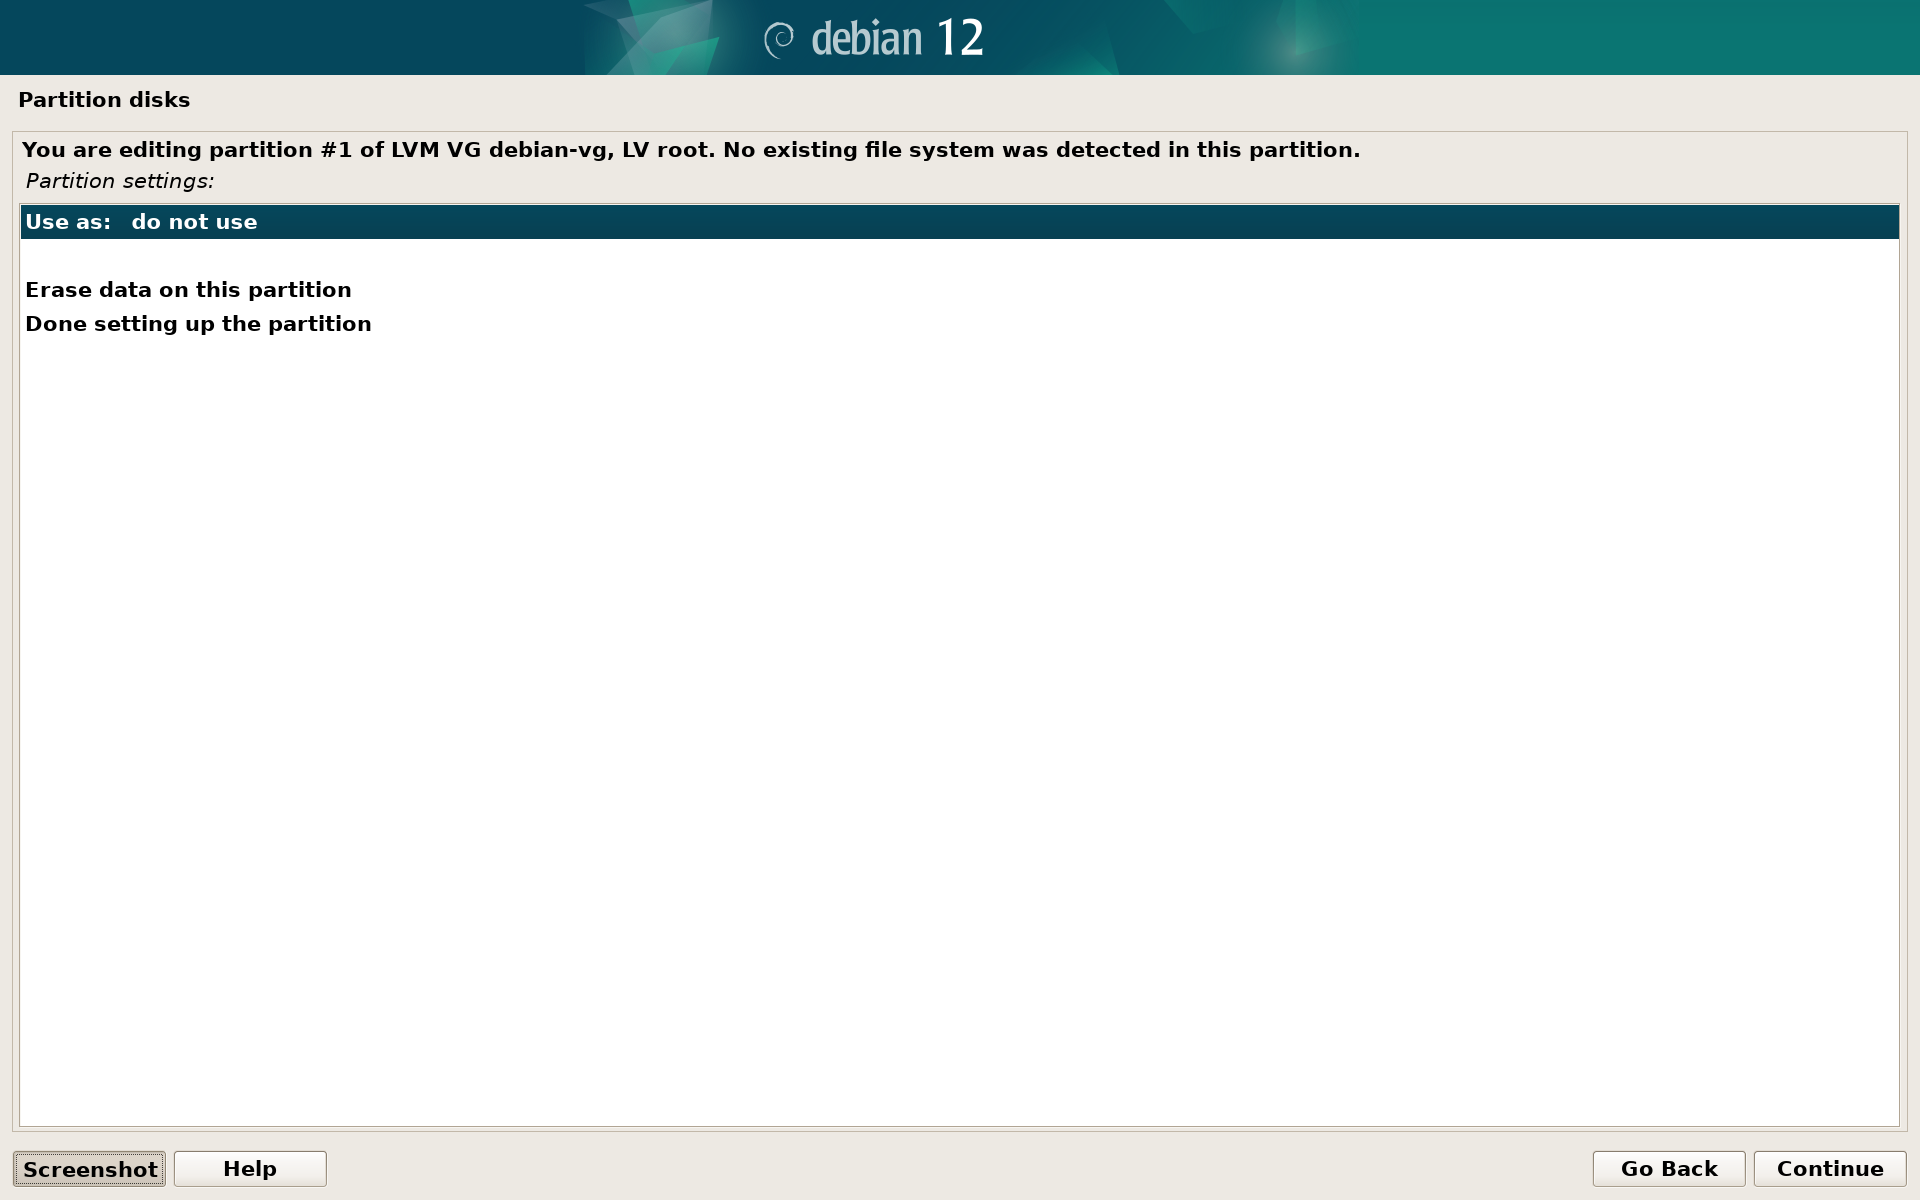 debian 12
Partition disks
You are editing partition #1 of LVM VG debian-vg, LV root. No existing file system was detected in this partition.
Partition settings:
Use as: do not use
Erase data on this partition
Done setting up the partition
Screenshot Help Go Back Continue